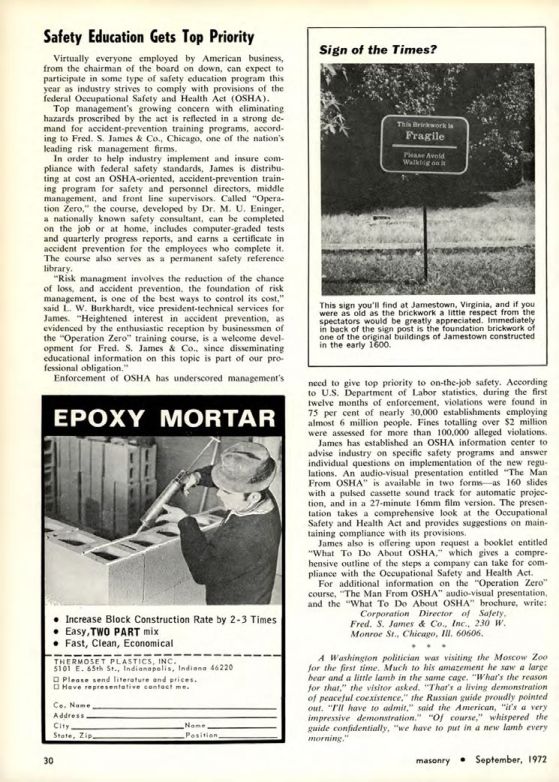 Safety Education Gets Top Priority
Virtually everyone employed by American business,
from the chairman of the board on down, can expect to
participate in some type of safety education program this
year as industry strives to comply with provisions of the
federal Occupational Safety and Health Act (OSHA).
Top management's growing concern with eliminating
hazards proscribed by the act is reflected in a strong de-
mand for accident-prevention training programs, accord-
ing to Fred. S. James & Co., Chicago, one of the nation's
leading risk management firms.
In order to help industry implement and insure com-
pliance with federal safety standards, James is distribu-
ting at cost an OSHA-oriented, accident-prevention train-
ing program for safety and personnel directors, middle
management, and front line supervisors. Called "Opera-
tion Zero," the course, developed by Dr. M. U. Eninger,
a nationally known safety consultant, can be completed
on the job or at home, includes computer-graded tests
and quarterly progress reports, and earns a certificate in
accident prevention for the employees who complete it.
The course also serves as a permanent safety reference
library.
"Risk managment involves the reduction of the chance
of loss, and accident prevention, the foundation of risk
management, is one of the best ways to control its cost,"
said L. W. Burkhardt, vice president-technical services for
James. "Heightened interest in accident prevention, as
evidenced by the enthusiastic reception by businessmen of
the "Operation Zero" training course, is a welcome devel-
opment for Fred. S. James & Co., since disseminating
educational information on this topic is part of our pro-
fessional obligation."
Enforcement of OSHA has underscored management's
EPOXY MORTAR
• Increase Block Construction Rate by 2-3 Times
• Easy,TWO PART mix
• Fast, Clean, Economical
THERMOSET PLASTICS, INC.
5101 E. 65th St., Indianapolis, Indiana 46220
□ Please send literature and prices.
□ Have representative contact me.
Co. Name
Address
City Name
State, Zip Position
Sign of the Times?
This Brickwork is
Fragile
Please Avoid
Walking on it
This sign you'll find at Jamestown, Virginia, and if you
were as old as the brickwork a little respect from the
spectators would be greatly appreciated. Immediately
in back of the sign post is the foundation brickwork of
one of the original buildings of Jamestown constructed
in the early 1600.
need to give top priority to on-the-job safety. According
to U.S. Department of Labor statistics, during the first
twelve months of enforcement, violations were found in
75 per cent of nearly 30,000 establishments employing
almost 6 million people. Fines totalling over $2 million
were assessed for more than 100,000 alleged violations.
James has established an OSHA information center to
advise industry on specific safety programs and answer
individual questions on implementation of the new regu-
lations. An audio-visual presentation entitled "The Man
From OSHA" is available in two forms—as 160 slides
with a pulsed cassette sound track for automatic projec-
tion, and in a 27-minute 16mm film version. The presen-
tation takes a comprehensive look at the Occupational
Safety and Health Act and provides suggestions on main-
taining compliance with its provisions.
James also is offering upon request a booklet entitled
"What To Do About OSHA," which gives a compre-
hensive outline of the steps a company can take for com-
pliance with the Occupational Safety and Health Act.
For additional information on the "Operation Zero"
course, "The Man From OSHA" audio-visual presentation,
and the "What To Do About OSHA" brochure, write:
Corporation Director of Safety,
Fred. S. James & Co., Inc., 230 W.
Monroe St., Chicago, Ill. 60606.
* * *
A Washington politician was visiting the Moscow Zoo
for the first time. Much to his amazement he saw a large
bear and a little lamb in the same cage. "What's the reason
for that," the visitor asked. "That's a living demonstration
of peaceful coexistence," the Russian guide proudly pointed
out. "I'll have to admit," said the American, "it's a very
impressive demonstration." "Of course," whispered the
guide confidentially, "we have to put in a new lamb every
morning."
30
masonry • September, 1972